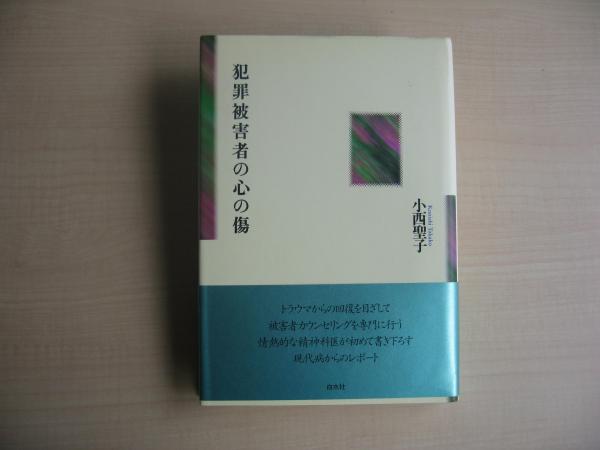 犯罪被害者の心の傷
小西聖子
Konishi Takako
トラウマからの回復を目ざして
被害者カウンセリングを専門に行う
情熱的な精神科医が初めて書き下ろす
現代病からのレポート
白水社